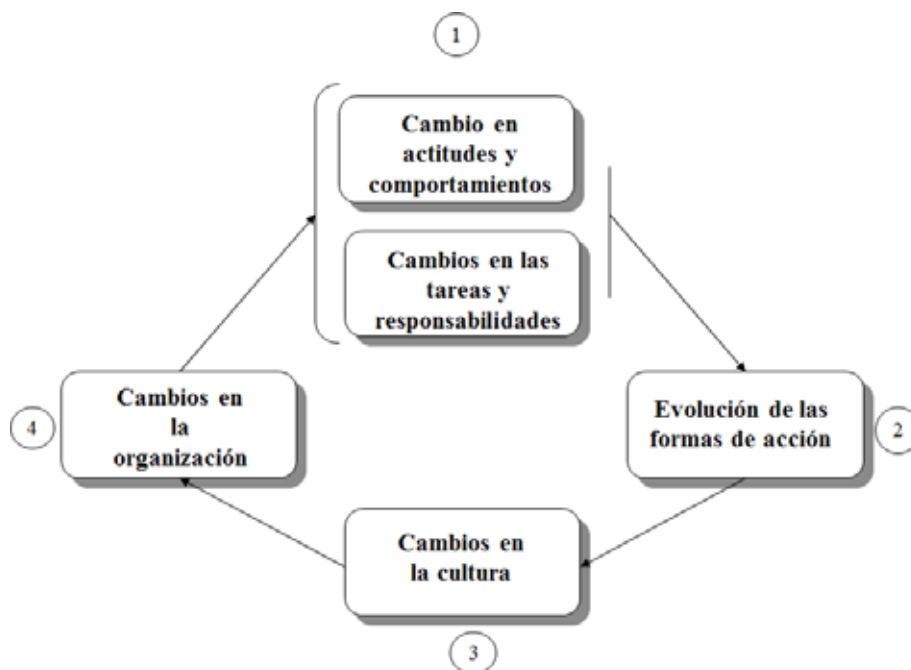 1
Cambio en
actitudes y
comportamientos
Cambios en las
tareas y
responsabilidades
Evolución de las
formas de acción
2
Cambios en
la cultura
3
Cambios en
la
organización
4